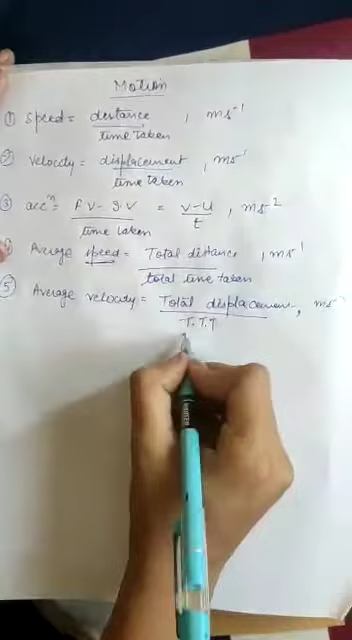 Motion
① Speed = distance / time taken , ms⁻¹
② Velocity = displacement / time taken , ms⁻¹
③ accⁿ = F.V - I.V / time taken = v-u / t , ms⁻²
④ Average speed = Total distance / total time taken , ms⁻¹
⑤ Average velocity = Total displacement / T.T.T , ms⁻